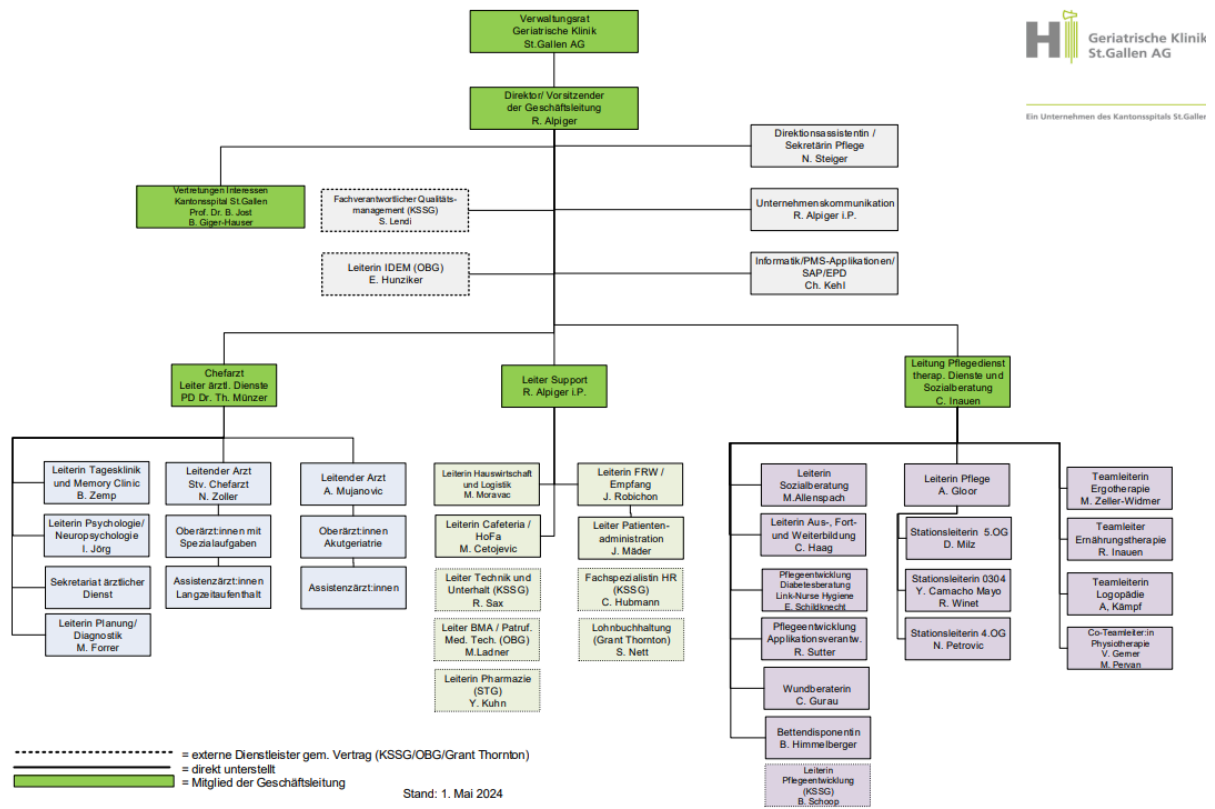 Verwaltungsrat
Geriatrische Klinik
St.Gallen AG
Geriatrische Klinik
St.Gallen AG
Ein Unternehmen des Kantonsspitals St.Gallen
Direktor/ Vorsitzender
der Geschäftsleitung
R. Alpiger
Direktionsassistentin /
Sekretärin Pflege
N. Steiger
Vertretungen Interessen
Kantonsspital St.Gallen
Prof. Dr. B. Jost
B. Giger-Hauser
Fachverantwortlicher Qualitäts-
management (KSSG)
S. Lendi
Unternehmenskommunikation
R. Alpiger i.P.
Leiterin IDEM (OBG)
E. Hunziker
Informatik/PMS-Applikationen/
SAP/EPD
Ch. Kehl
Chefarzt
Leiter ärztl. Dienste
PD Dr. Th. Münzer
Leiter Support
R. Alpiger i.P.
Leitung Pflegedienst
therap. Dienste und
Sozialberatung
C. Inauen
Leiterin Tagesklinik
und Memory Clinic
B. Zemp
Leiterin Psychologie/
Neuropsychologie
I. Jörg
Sekretariat ärztlicher
Dienst
Leiterin Planung/
Diagnostik
M. Forrer
Leitender Arzt
Stv. Chefarzt
N. Zoller
Oberärzt:innen mit
Spezialaufgaben
Assistenzärzt:innen
Langzeitaufenthalt
Leitender Arzt
A. Mujanovic
Oberärzt:innen
Akutgeriatrie
Assistenzärzt:innen
Leiterin Hauswirtschaft
und Logistik
M. Moravac
Leiterin Cafeteria /
HoFa
M. Cetojevic
Leiter Technik und
Unterhalt (KSSG)
R. Sax
Leiter BMA / Patruf.
Med. Tech. (OBG)
M.Ladner
Leiterin Pharmazie
(STG)
Y. Kuhn
Leiterin FRW /
Empfang
J. Robichon
Leiter Patienten-
administration
J. Mäder
Fachspezialistin HR
(KSSG)
C. Hubmann
Lohnbuchhaltung
(Grant Thornton)
S. Nett
Leiterin
Sozialberatung
M.Allenspach
Leiterin Aus-, Fort-
und Weiterbildung
C. Haag
Pflegeentwicklung
Diabetesberatung
Link-Nurse Hygiene
E. Schildknecht
Pflegeentwicklung
Applikationsverantw.
R. Sutter
Wundberaterin
C. Gurau
Bettendisponentin
B. Himmelberger
Leiterin
Pflegeentwicklung
(KSSG)
B. Schoop
Leiterin Pflege
A. Gloor
Stationsleiterin 5.OG
D. Milz
Stationsleiterin 0304
Y. Camacho Mayo
R. Winet
Stationsleiterin 4.OG
N. Petrovic
Teamleiterin
Ergotherapie
M. Zeller-Widmer
Teamleiter
Ernährungstherapie
R. Inauen
Teamleiterin
Logopädie
A, Kämpf
Co-Teamleiter:in
Physiotherapie
V. Gerner
M. Pervan
= externe Dienstleister gem. Vertrag (KSSG/OBG/Grant Thornton)
= direkt unterstellt
= Mitglied der Geschäftsleitung
Stand: 1. Mai 2024